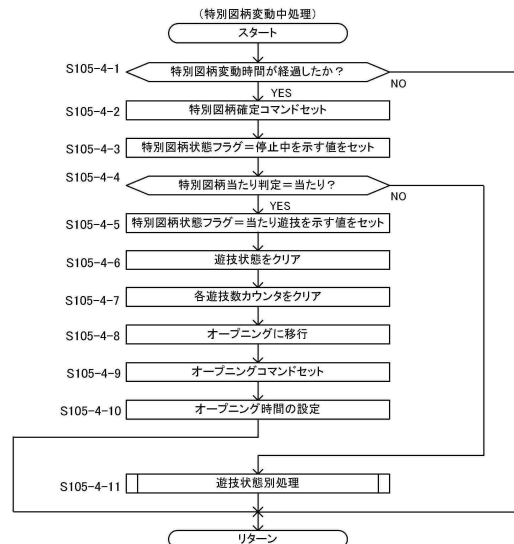 （特別図柄変動中処理）
スタート
S105-4-1 特別図柄変動時間が経過したか？
NO
YES
S105-4-2 特別図柄確定コマンドセット
S105-4-3 特別図柄状態フラグ＝停止中を示す値をセット
S105-4-4 特別図柄当たり判定＝当たり？
NO
YES
S105-4-5 特別図柄状態フラグ＝当たり遊技を示す値をセット
S105-4-6 遊技状態をクリア
S105-4-7 各遊技数カウンタをクリア
S105-4-8 オープニングに移行
S105-4-9 オープニングコマンドセット
S105-4-10 オープニング時間の設定
S105-4-11 遊技状態別処理
リターン